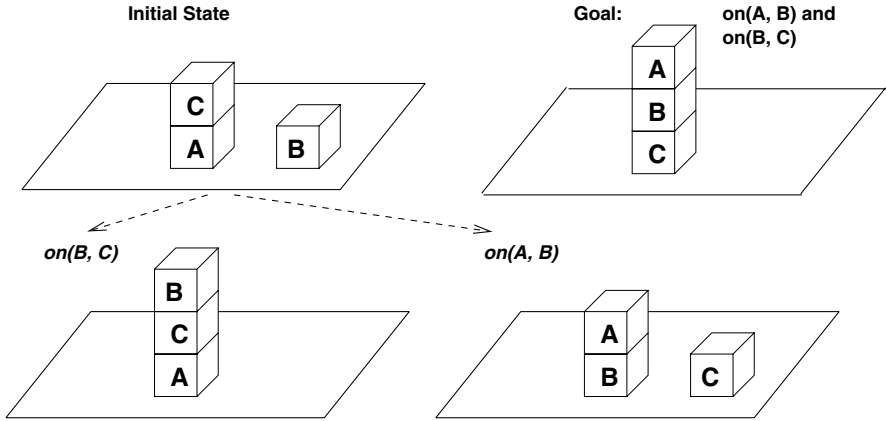 Initial State
Goal: on(A, B) and
on(B, C)
C
A
B
A
B
C
on(B, C)
on(A, B)
B
C
A
A
B
C